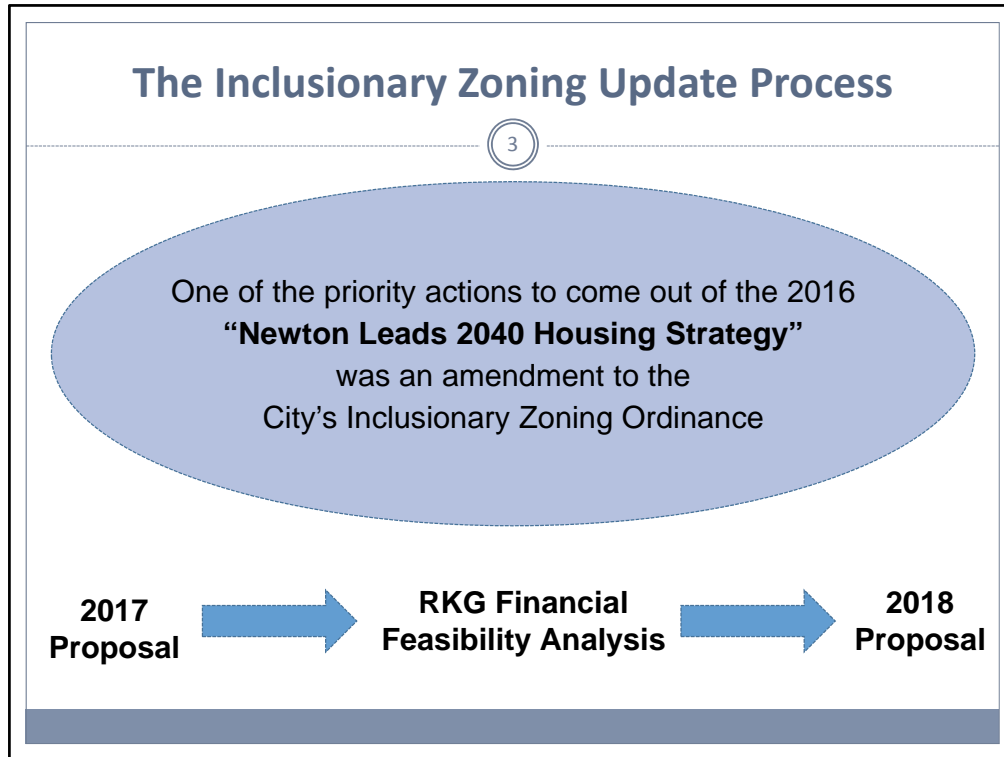 The Inclusionary Zoning Update Process
3
One of the priority actions to come out of the 2016
“Newton Leads 2040 Housing Strategy”
was an amendment to the
City’s Inclusionary Zoning Ordinance
2017
Proposal
RKG Financial
Feasibility Analysis
2018
Proposal